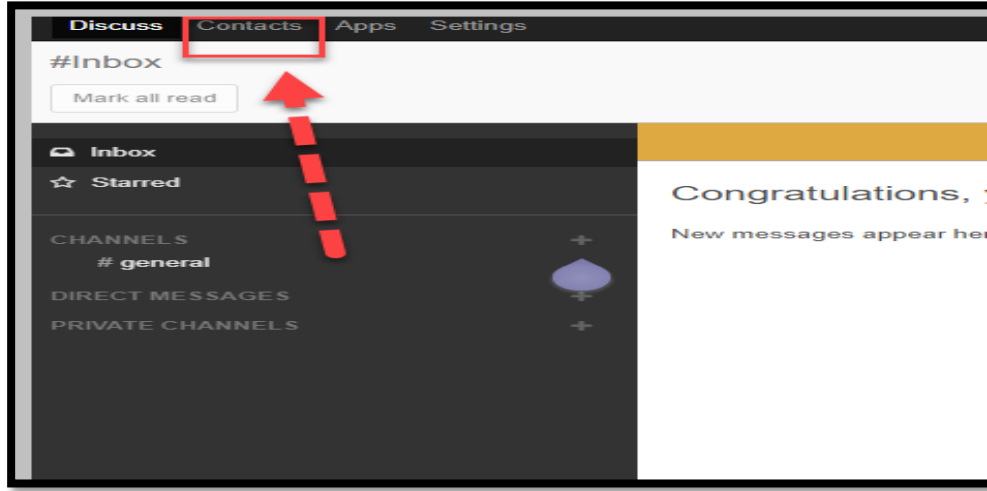 Discuss Contacts Apps Settings
#Inbox
Mark all read
Inbox
Starred
Congratulations,
New messages appear
CHANNELS
# general
DIRECT MESSAGES
PRIVATE CHANNELS